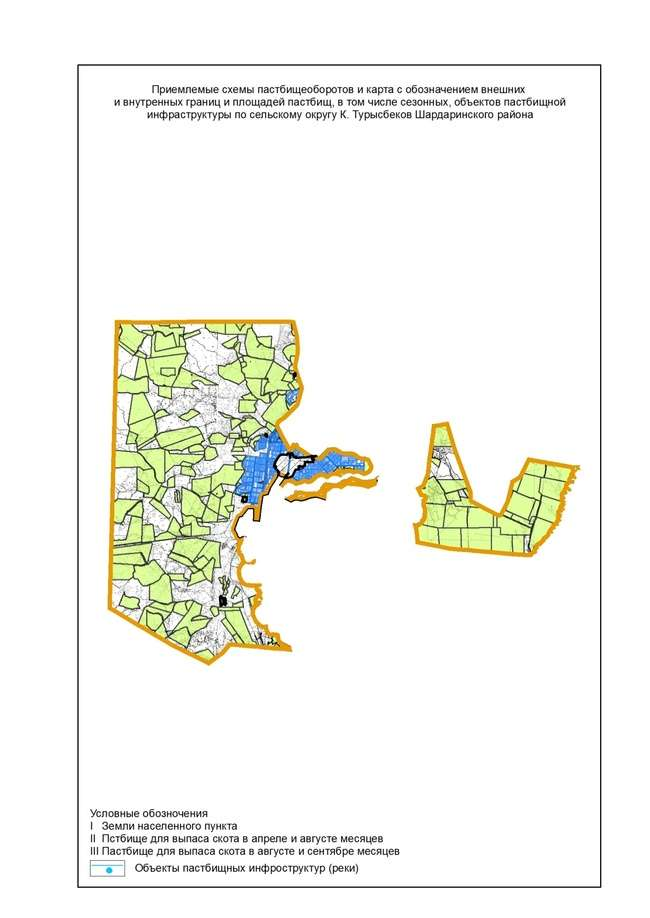 Приемлемые схемы пастбищеоборотов и карта с обозначением внешних
и внутренних границ и площадей пастбищ, в том числе сезонных, объектов пастбищной
инфраструктуры по сельскому округу К. Турысбеков Шардаринского района
Условные обозночения
I Земли населенного пункта
II Пстбище для выпаса скота в апреле и августе месяцев
III Пастбище для выпаса скота в августе и сентябре месяцев
Объекты пастбищных инфроструктур (реки)